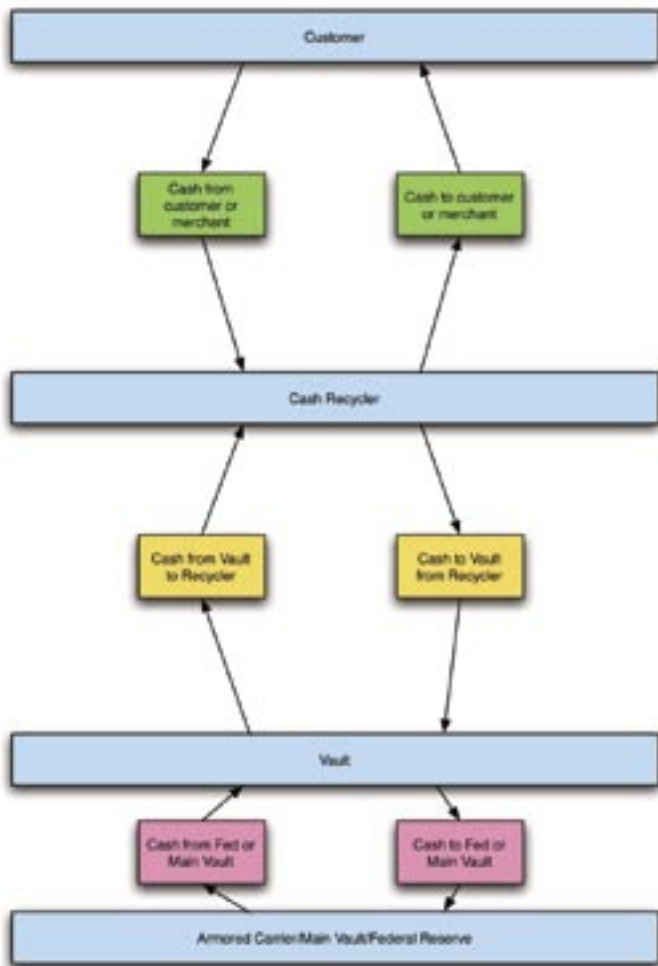 Customer
Cash from
customer or
merchant
Cash to customer
or merchant
Cash Recycler
Cash from Vault
to Recycler
Cash to Vault
from Recycler
Vault
Cash from Fed or
Main Vault
Cash to Fed or
Main Vault
Armored Carrier/Main Vault/Federal Reserve